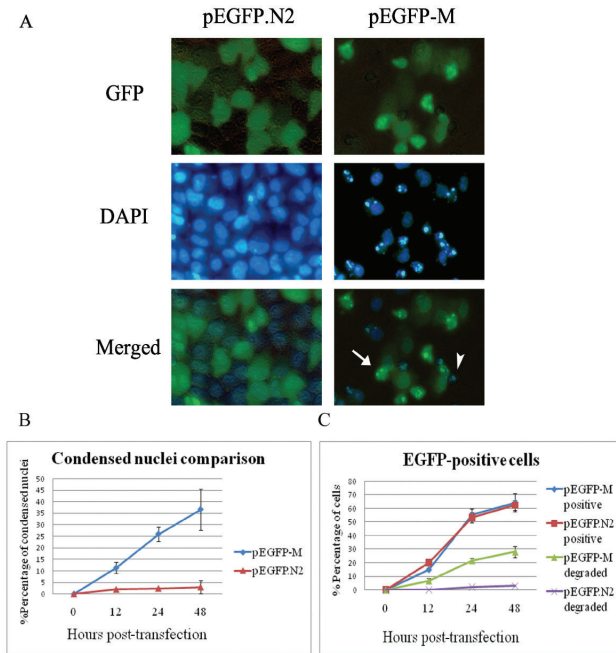 A
pEGFP.N2 pEGFP-M
GFP
DAPI
Merged
B
Condensed nuclei comparison
%Percentage of condensed nuclei
50
45
40
35
30
25
20
15
10
5
0
0 12 24 48
Hours post-transfection
pEGFP-M
pEGFP.N2
C
EGFP-positive cells
%Percentage of cells
80
70
60
50
40
30
20
10
0
0 12 24 48
Hours post-transfection
pEGFP-M
positive
pEGFP.N2
positive
pEGFP-M
degraded
pEGFP.N2
degraded